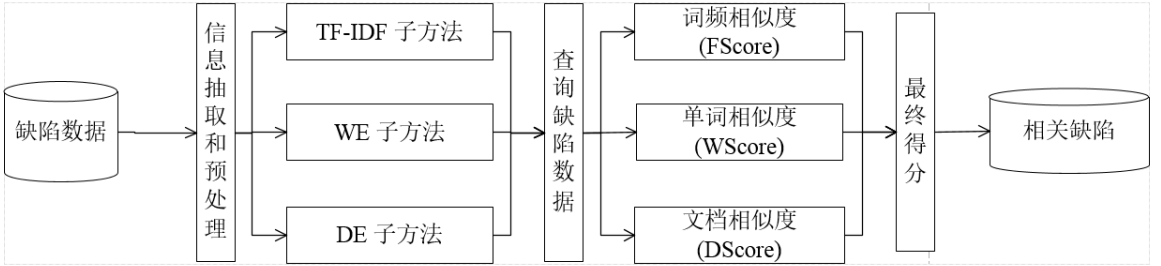 缺陷数据
信息抽取和预处理
TF-IDF 子方法
WE 子方法
DE 子方法
查询缺陷数据
词频相似度
(FScore)
单词相似度
(WScore)
文档相似度
(DScore)
最终得分
相关缺陷